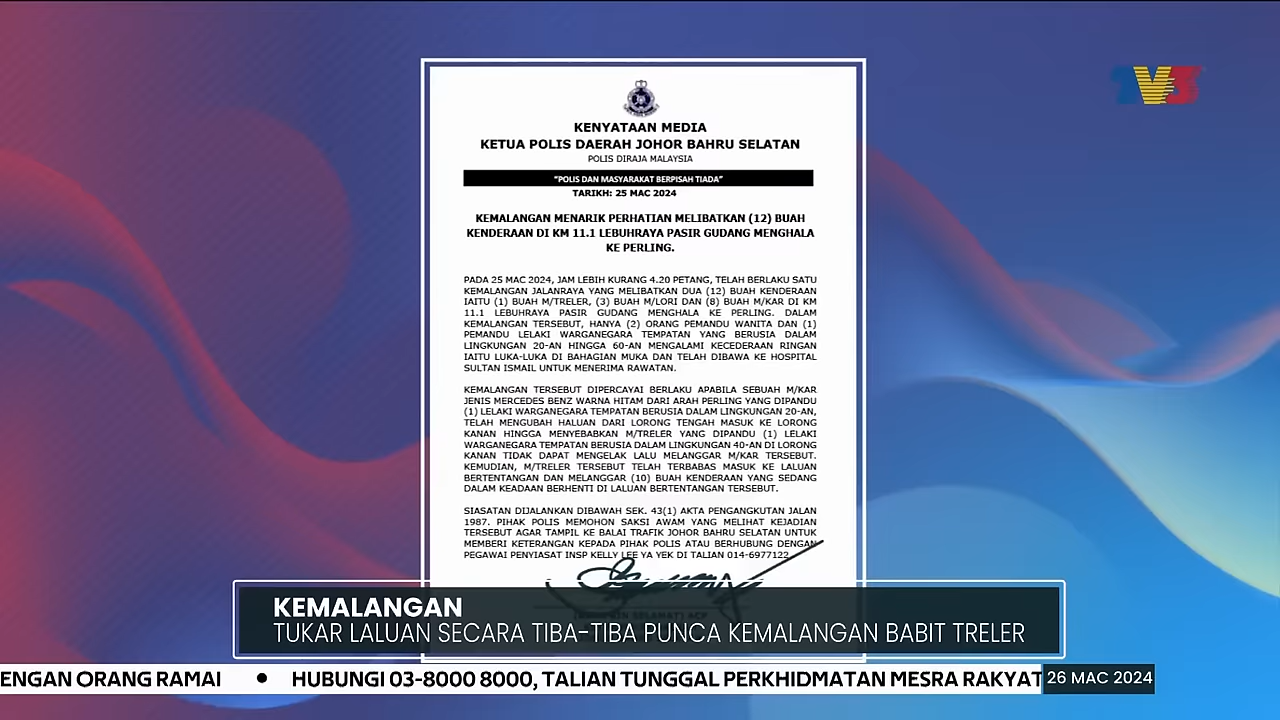 TV3
KENYATAAN MEDIA
KETUA POLIS DAERAH JOHOR BAHRU SELATAN
POLIS DIRAJA MALAYSIA
"POLIS DAN MASYARAKAT BERPISAH TIADA"
TARIKH: 25 MAC 2024
KEMALANGAN MENARIK PERHATIAN MELIBATKAN (12) BUAH
KENDERAAN DI KM 11.1 LEBUHRAYA PASIR GUDANG MENGHALA
KE PERLING.
PADA 25 MAC 2024, JAM LEBIH KURANG 4.20 PETANG, TELAH BERLAKU SATU
KEMALANGAN JALANRAYA YANG MELIBATKAN DUA (12) BUAH KENDERAAN
IAITU (1) BUAH M/TRELER, (3) BUAH M/LORI DAN (8) BUAH M/KAR DI KM
11.1 LEBUHRAYA PASIR GUDANG MENGHALA KE PERLING. DALAM
KEMALANGAN TERSEBUT, HANYA (2) ORANG PEMANDU WANITA DAN (1)
PEMANDU LELAKI WARGANEGARA TEMPATAN YANG BERUSIA DALAM
LINGKUNGAN 20-AN HINGGA 60-AN MENGALAMI KECEDERAAN RINGAN
IAITU LUKA-LUKA DI BAHAGIAN MUKA DAN TELAH DIBAWA KE HOSPITAL
SULTAN ISMAIL UNTUK MENERIMA RAWATAN.
KEMALANGAN TERSEBUT DIPERCAYAI BERLAKU APABILA SEBUAH M/KAR
JENIS MERCEDES BENZ WARNA HITAM DARI ARAH PERLING YANG DIPANDU
(1) LELAKI WARGANEGARA TEMPATAN BERUSIA DALAM LINGKUNGAN 20-AN,
TELAH MENGUBAH HALUAN DARI LORONG TENGAH MASUK KE LORONG
KANAN HINGGA MENYEBABKAN M/TRELER YANG DIPANDU (1) LELAKI
WARGANEGARA TEMPATAN BERUSIA DALAM LINGKUNGAN 40-AN DI LORONG
KANAN TIDAK DAPAT MENGELAK LALU MELANGGAR M/KAR TERSEBUT.
KEMUDIAN, M/TRELER TERSEBUT TELAH TERBABAS MASUK KE LALUAN
BERTENTANGAN DAN MELANGGAR (10) BUAH KENDERAAN YANG SEDANG
DALAM KEADAAN BERHENTI DI LALUAN BERTENTANGAN TERSEBUT.
SIASATAN DIJALANKAN DIBAWAH SEK. 43(1) AKTA PENGANGKUTAN JALAN
1987. PIHAK POLIS MEMOHON SAKSI AWAM YANG MELIHAT KEJADIAN
TERSEBUT AGAR TAMPIL KE BALAI TRAFIK JOHOR BAHRU SELATAN UNTUK
MEMBERI KETERANGAN KEPADA PIHAK POLIS ATAU BERHUBUNG DENGAN
PEGAWAI PENYIASAT INSP KELLY LEE YA YEK DI TALIAN 014-6977122.
KEMALANGAN
TUKAR LALUAN SECARA TIBA-TIBA PUNCA KEMALANGAN BABIT TRELER
ENGAN ORANG RAMAI • HUBUNGI 03-8000 8000, TALIAN TUNGGAL PERKHIDMATAN MESRA RAKYAT 26 MAC 2024